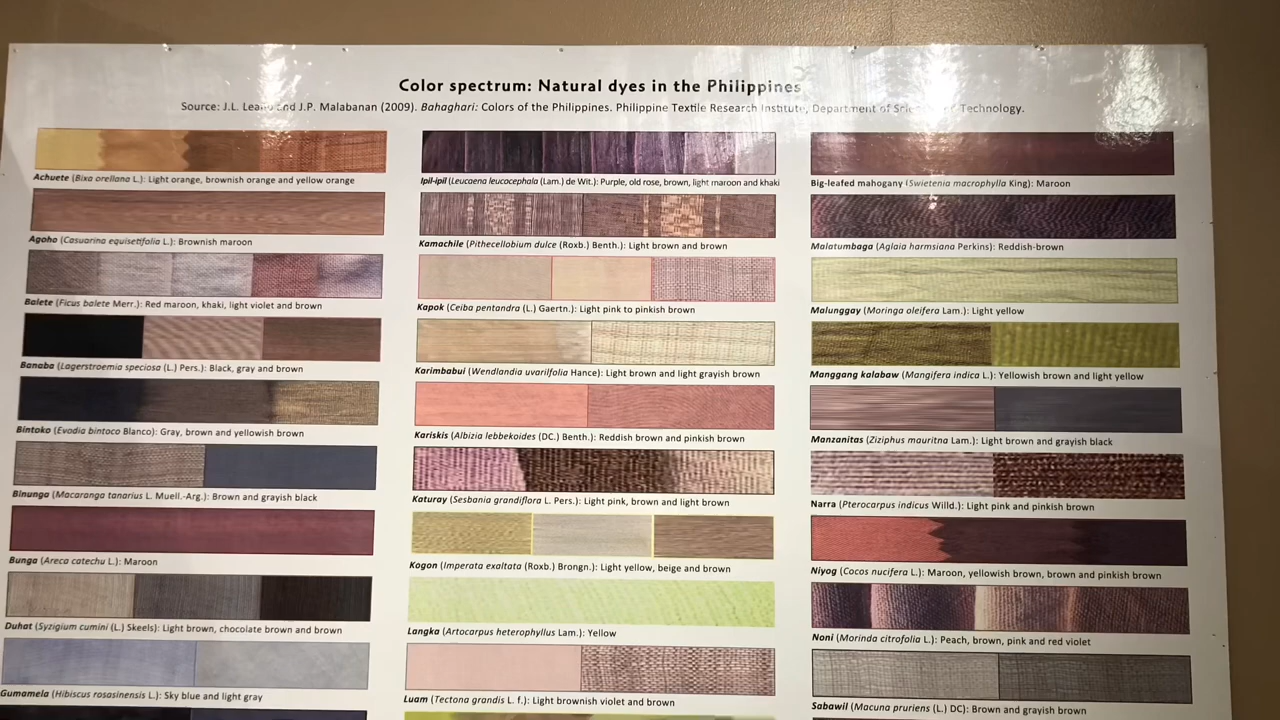 Color spectrum: Natural dyes in the Philippines
Source: J.L. and J.P. Malabanan (2009). Bahaghari: Colors of the Philippines. Philippine Textile Research Institute, Department of Technology.
Achuete (Bixa orellana L.): Light orange, brownish orange and yellow orange
Agoho (Casuarina equisetifolia L.): Brownish maroon
Balete (Ficus balete Merr.): Red maroon, khaki, light violet and brown
Banaba (Lagerstroemia speciosa (L.) Pers.): Black, gray and brown
Bintoko (Evodia bintoco Blanco): Gray, brown and yellowish brown
Binunga (Macaranga tanarius L. Muell.-Arg.): Brown and grayish black
Bunga (Areca catechu L.): Maroon
Duhat (Syzigium cumini (L.) Skeels): Light brown, chocolate brown and brown
Gumamela (Hibiscus rosasinensis L.): Sky blue and light gray
Ipil-ipil (Leucaena leucocephala (Lam.) de Wit.): Purple, old rose, brown, light maroon and khaki
Kamachile (Pithecellobium dulce (Roxb.) Benth.): Light brown and brown
Kapok (Ceiba pentandra (L.) Gaertn.): Light pink to pinkish brown
Karimbabui (Wendlandia uvarilfolia Hance): Light brown and light grayish brown
Kariskis (Albizia lebbekoides (DC.) Benth.): Reddish brown and pinkish brown
Katuray (Sesbania grandiflora L. Pers.): Light pink, brown and light brown
Kogon (Imperata exaltata (Roxb.) Brongn.): Light yellow, beige and brown
Langka (Artocarpus heterophyllus Lam.): Yellow
Luam (Tectona grandis L. f.): Light brownish violet and brown
Big-leafed mahogany (Swietenia macrophylla King): Maroon
Malatumbaga (Aglaia harmsiana Perkins): Reddish-brown
Malunggay (Moringa oleifera Lam.): Light yellow
Manggang kalabaw (Mangifera indica L.): Yellowish brown and light yellow
Manzanitas (Ziziphus mauritna Lam.): Light brown and grayish black
Narra (Pterocarpus indicus Willd.): Light pink and pinkish brown
Niyog (Cocos nucifera L.): Maroon, yellowish brown, brown and pinkish brown
Noni (Morinda citrofolia L.): Peach, brown, pink and red violet
Sabawil (Macuna pruriens (L.) DC): Brown and grayish brown